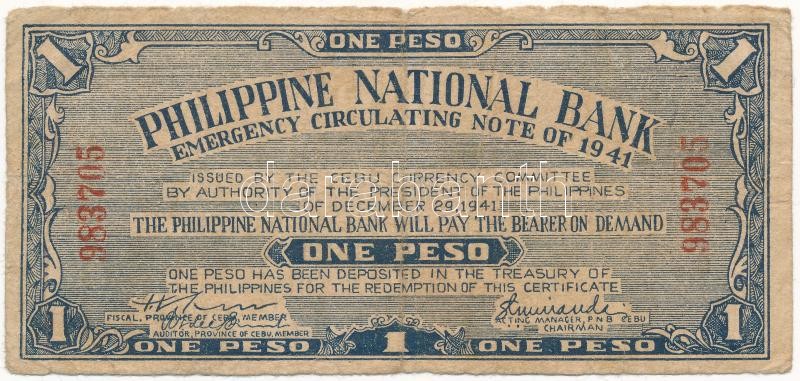 1 ONE PESO 1
PHILIPPINE NATIONAL BANK
EMERGENCY CIRCULATING NOTE OF 1941
983705
983705
ISSUED BY THE CEBU CURRENCY COMMITTEE
BY AUTHORITY OF THE PRESIDENT OF THE PHILIPPINES
OF DECEMBER 29, 1941
darabanth
THE PHILIPPINE NATIONAL BANK WILL PAY THE BEARER ON DEMAND
ONE PESO
ONE PESO HAS BEEN DEPOSITED IN THE TREASURY OF
THE PHILIPPINES FOR THE REDEMPTION OF THIS CERTIFICATE
FISCAL, PROVINCE OF CEBU, MEMBER
AUDITOR, PROVINCE OF CEBU, MEMBER
ACTING MANAGER, P.N.B. CEBU
CHAIRMAN
1 ONE PESO 1 ONE PESO 1